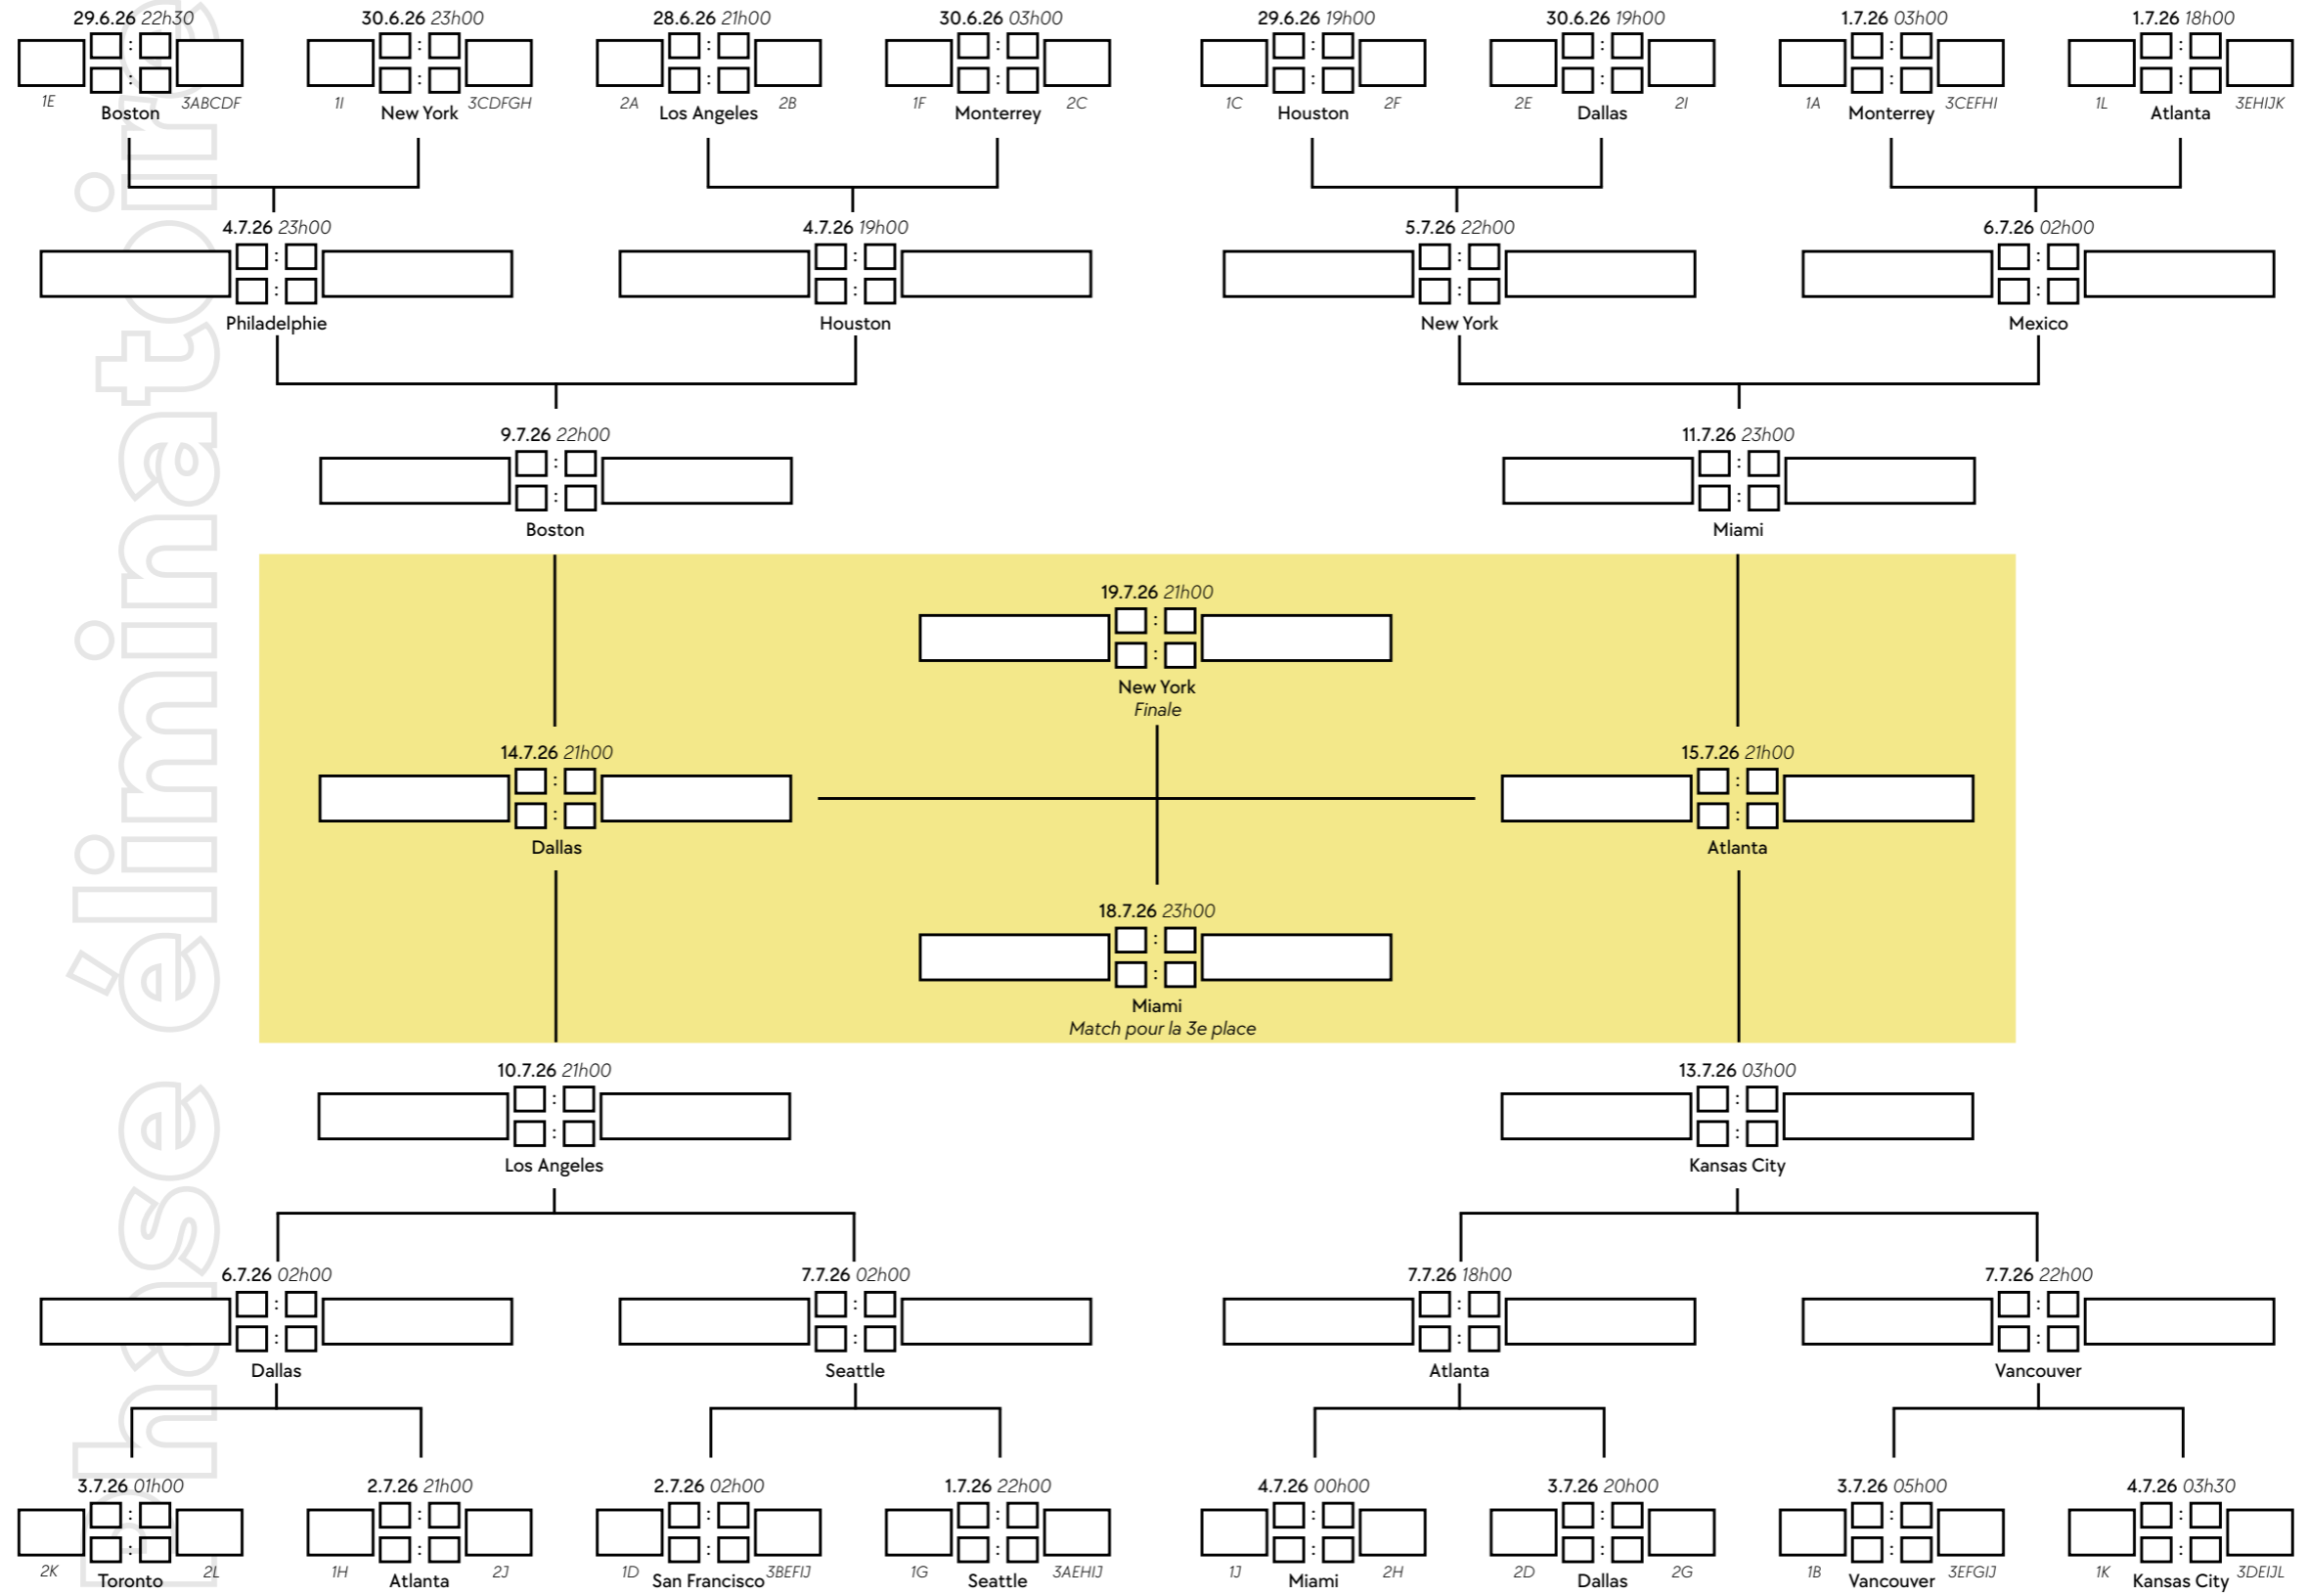 Phase éliminatoire
29.6.26 22h30 30.6.26 23h00 28.6.26 21h00 30.6.26 03h00 29.6.26 19h00 30.6.26 19h00 1.7.26 03h00 1.7.26 18h00
: : : : : : : :
: : : : : : : :
1E 3ABCDF 1I 3CDFGH 2A 2B 1F 2C 1C 2F 2E 2I 1A 3CEFHI 1L 3EHIJK
Boston New York Los Angeles Monterrey Houston Dallas Monterrey Atlanta
4.7.26 23h00 4.7.26 19h00 5.7.26 22h00 6.7.26 02h00
: : : :
: : : :
Philadelphie Houston New York Mexico
9.7.26 22h00 11.7.26 23h00
: :
: :
Boston Miami
19.7.26 21h00
:
:
New York
Finale
14.7.26 21h00 15.7.26 21h00
: :
: :
Dallas Atlanta
18.7.26 23h00
:
:
Miami
Match pour la 3e place
10.7.26 21h00 13.7.26 03h00
: :
: :
Los Angeles Kansas City
6.7.26 02h00 7.7.26 02h00 7.7.26 18h00 7.7.26 22h00
: : : :
: : : :
Dallas Seattle Atlanta Vancouver
3.7.26 01h00 2.7.26 21h00 2.7.26 02h00 1.7.26 22h00 4.7.26 00h00 3.7.26 20h00 3.7.26 05h00 4.7.26 03h30
: : : : : : : :
: : : : : : : :
2K 2L 1H 2J 1D 3BEFIJ 1G 3AEHIJ 1J 2H 2D 2G 1B 3EFGIJ 1K 3DEIJL
Toronto Atlanta San Francisco Seattle Miami Dallas Vancouver Kansas City